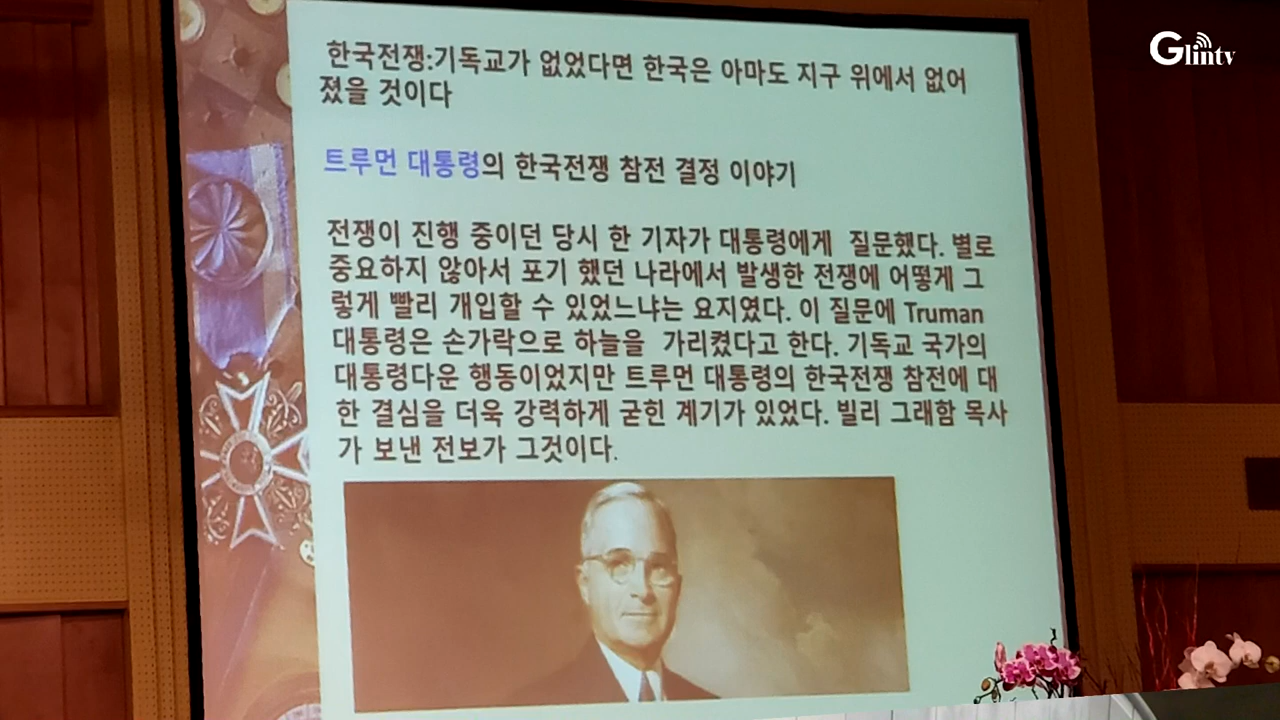 Glintv
한국전쟁:기독교가 없었다면 한국은 아마도 지구 위에서 없어
졌을 것이다
트루먼 대통령의 한국전쟁 참전 결정 이야기
전쟁이 진행 중이던 당시 한 기자가 대통령에게 질문했다. 별로
중요하지 않아서 포기 했던 나라에서 발생한 전쟁에 어떻게 그
렇게 빨리 개입할 수 있었느냐는 요지였다. 이 질문에 Truman
대통령은 손가락으로 하늘을 가리켰다고 한다. 기독교 국가의
대통령다운 행동이었지만 트루먼 대통령의 한국전쟁 참전에 대
한 결심을 더욱 강력하게 굳힌 계기가 있었다. 빌리 그래함 목사
가 보낸 전보가 그것이다.